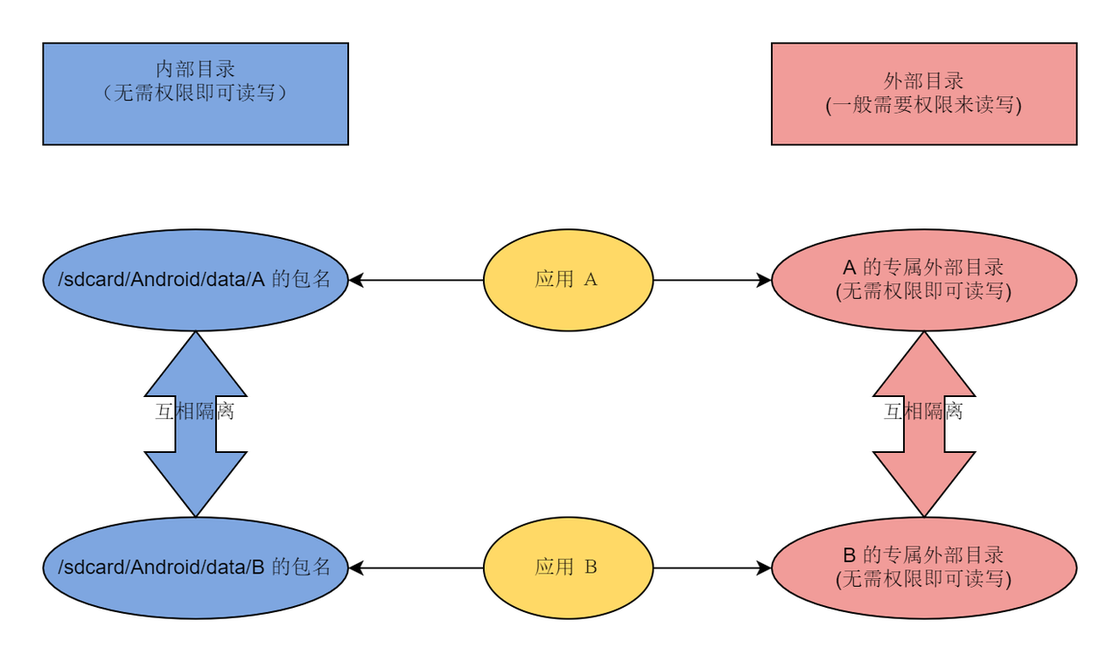 内部目录
（无需权限即可读写）
外部目录
(一般需要权限来读写)
/sdcard/Android/data/A 的包名
应用 A
A 的专属外部目录
(无需权限即可读写)
互相隔离
互相隔离
/sdcard/Android/data/B 的包名
应用 B
B 的专属外部目录
(无需权限即可读写)